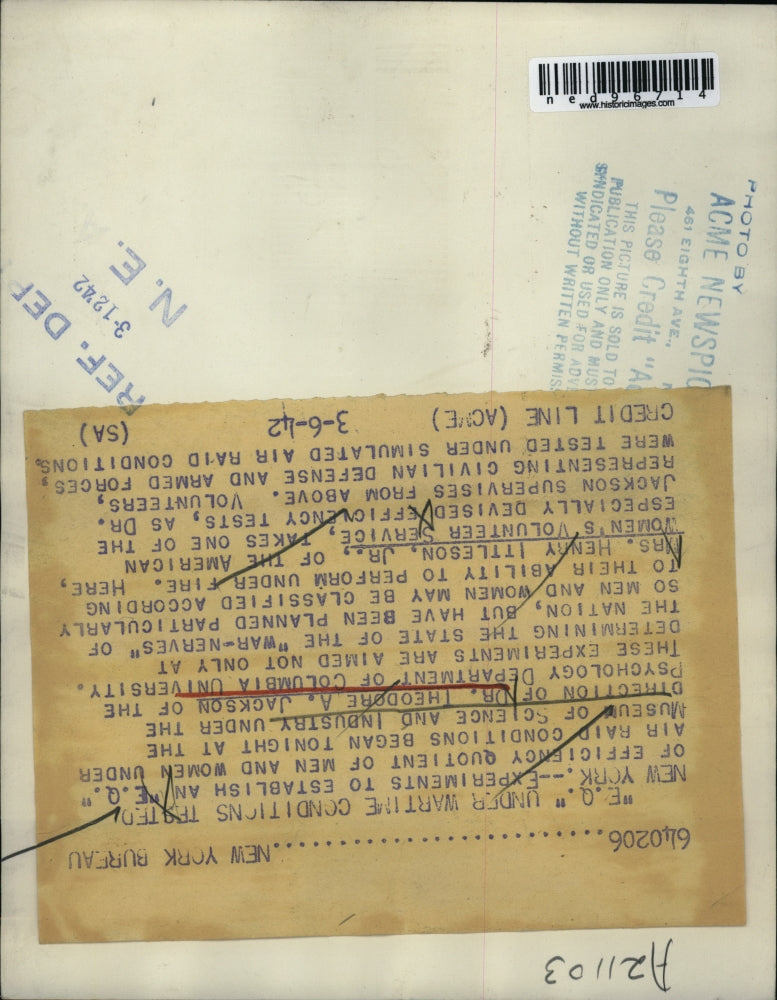 ned96714
www.historicimages.com
PHOTO BY
ACME NEWSPIC
461 EIGHTH AVE.,
Please Credit "A
THIS PICTURE IS SOLD TO
PUBLICATION ONLY AND MUS
SYNDICATED OR USED FOR ADV
WITHOUT WRITTEN PERMIS
REF. DEP
3-12-42
N. E.
640206..............................NEW YORK BUREAU
"E.Q." UNDER WARTIME CONDITIONS TESTED
NEW YORK.--EXPERIMENTS TO ESTABLISH AN "E.Q."
OF EFFICIENCY QUOTIENT OF MEN AND WOMEN UNDER
AIR RAID CONDITIONS BEGAN TONIGHT AT THE
MUSEUM OF SCIENCE AND INDUSTRY UNDER THE
DIRECTION OF DR. THEODORE A. JACKSON OF THE
PSYCHOLOGY DEPARTMENT OF COLUMBIA UNIVERSITY.
THESE EXPERIMENTS ARE AIMED NOT ONLY AT
DETERMINING THE STATE OF THE "WAR-NERVES" OF
THE NATION, BUT HAVE BEEN PLANNED PARTICULARLY
SO MEN AND WOMEN MAY BE CLASSIFIED ACCORDING
TO THEIR ABILITY TO PERFORM UNDER FIRE. HERE,
MRS. HENRY ITTLESON, JR., OF THE AMERICAN
WOMEN'S VOLUNTEER SERVICE, TAKES ONE OF THE
ESPECIALLY DEVISED EFFICIENCY TESTS, AS DR.
JACKSON SUPERVISES FROM ABOVE. VOLUNTEERS,
REPRESENTING CIVILIAN DEFENSE AND ARMED FORCES,
WERE TESTED UNDER SIMULATED AIR RAID CONDITIONS.
CREDIT LINE (ACME) 3-6-42 (SA)
A21103